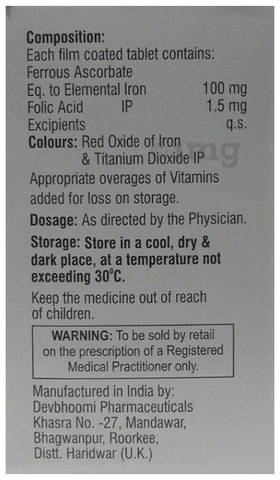 Composition:
Each film coated tablet contains:
Ferrous Ascorbate
Eq. to Elemental Iron 100 mg
Folic Acid IP 1.5 mg
Excipients q.s.
Colours: Red Oxide of Iron
& Titanium Dioxide IP
Appropriate overages of Vitamins
added for loss on storage.
Dosage: As directed by the Physician.
Storage: Store in a cool, dry &
dark place, at a temperature not
exceeding 30⁰C.
Keep the medicine out of reach
of children.
WARNING: To be sold by retail
on the prescription of a Registered
Medical Practitioner only.
Manufactured in India by:
Devbhoomi Pharmaceuticals
Khasra No. -27, Mandawar,
Bhagwanpur, Roorkee,
Distt. Haridwar (U.K.)